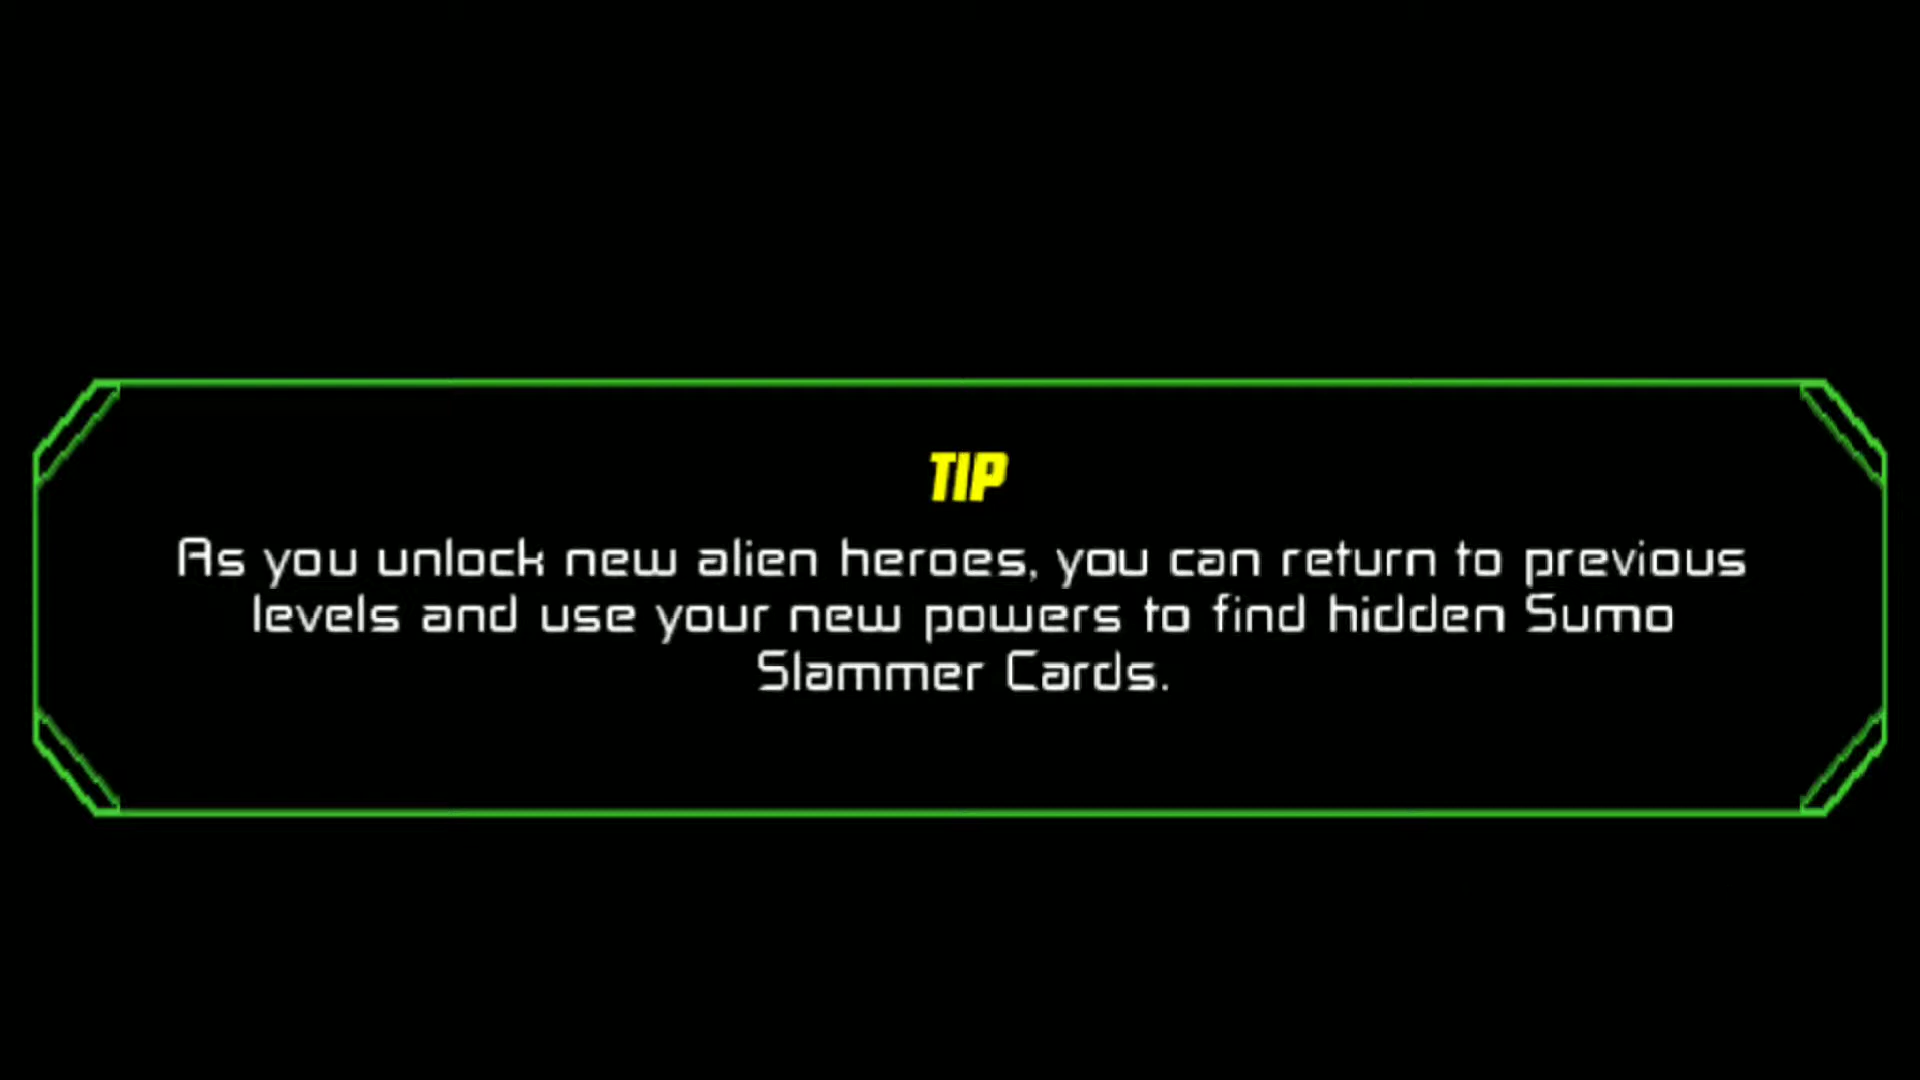 TIP
As you unlock new alien heroes, you can return to previous
levels and use your new powers to find hidden Sumo
Slammer Cards.